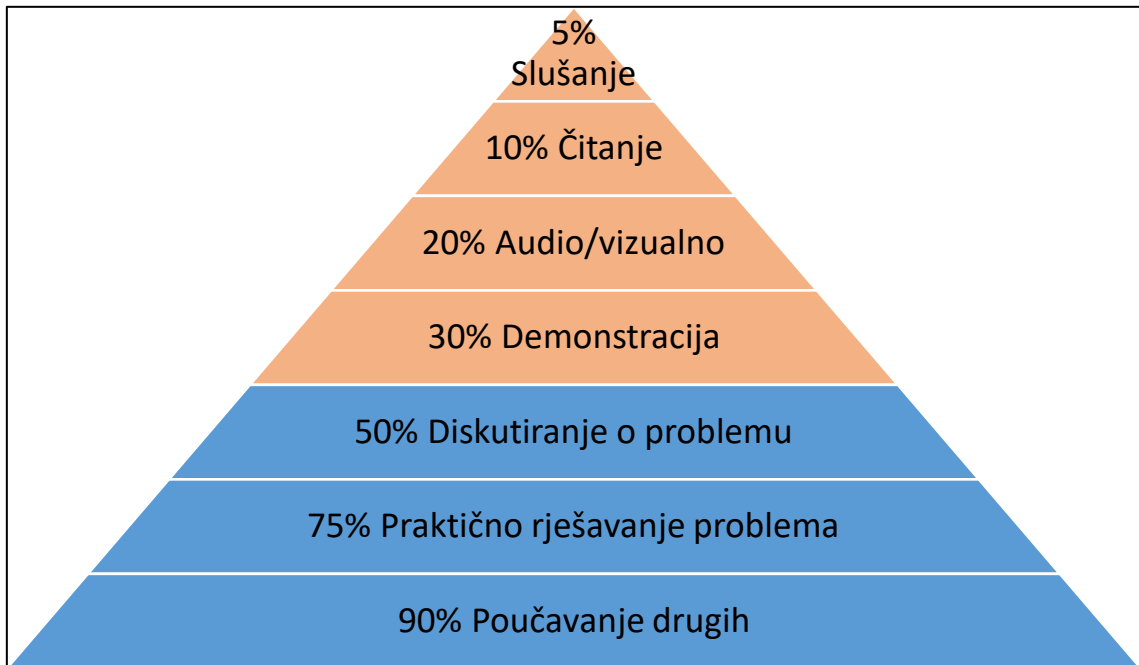 5%
Slušanje
10% Čitanje
20% Audio/vizualno
30% Demonstracija
50% Diskutiranje o problemu
75% Praktično rješavanje problema
90% Poučavanje drugih